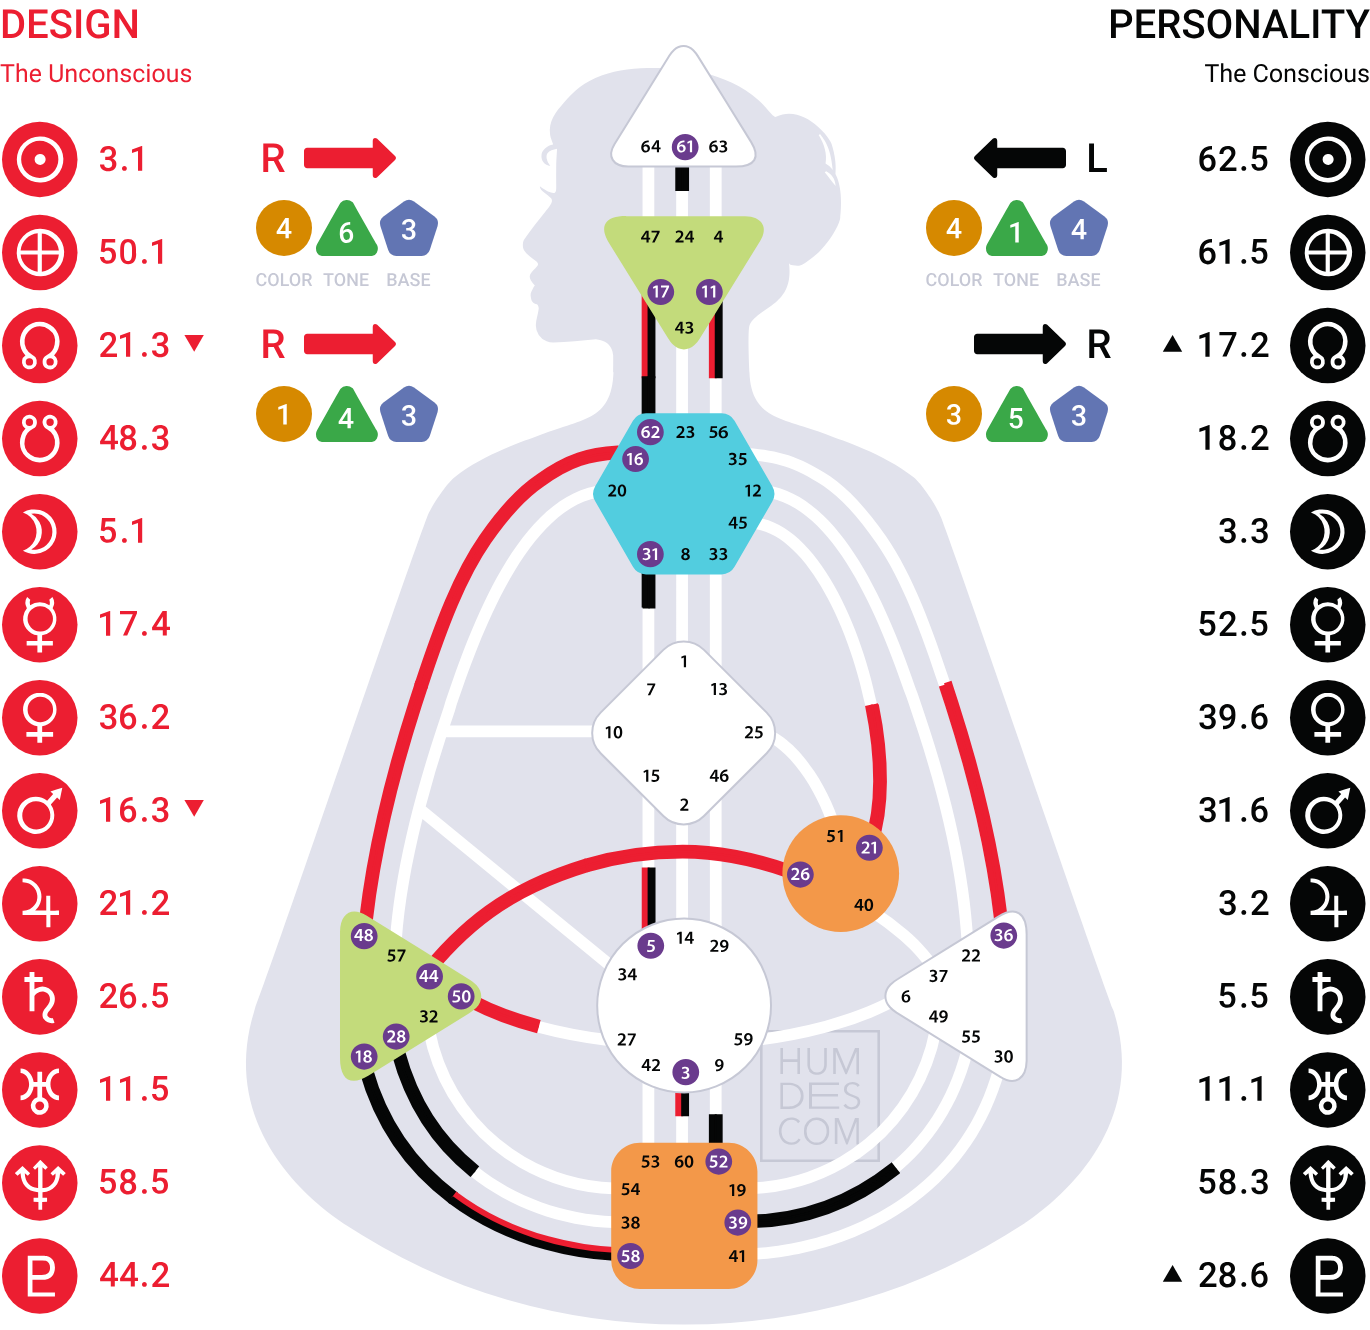 DESIGN
The Unconscious
PERSONALITY
The Conscious
3.1
R
L
62.5
50.1
4 6 3
COLOR TONE BASE
4 1 4
COLOR TONE BASE
61.5
21.3
R
R
17.2
48.3
1 4 3
3 5 3
18.2
5.1
3.3
17.4
52.5
36.2
39.6
16.3
31.6
21.2
3.2
26.5
5.5
11.5
11.1
58.5
58.3
44.2
28.6
64 61 63
47 24 4
17 11
43
62 23 56
16 35
20 12
45
31 8 33
1
7 13
10 25
15 46
2
51
21
26
40
48
57
44
50
32
28
18
5 14 29
34
27 59
42 3 9
36
22
37
6
49
55
30
53 60 52
54 19
38 39
58 41
HUM
DES
COM